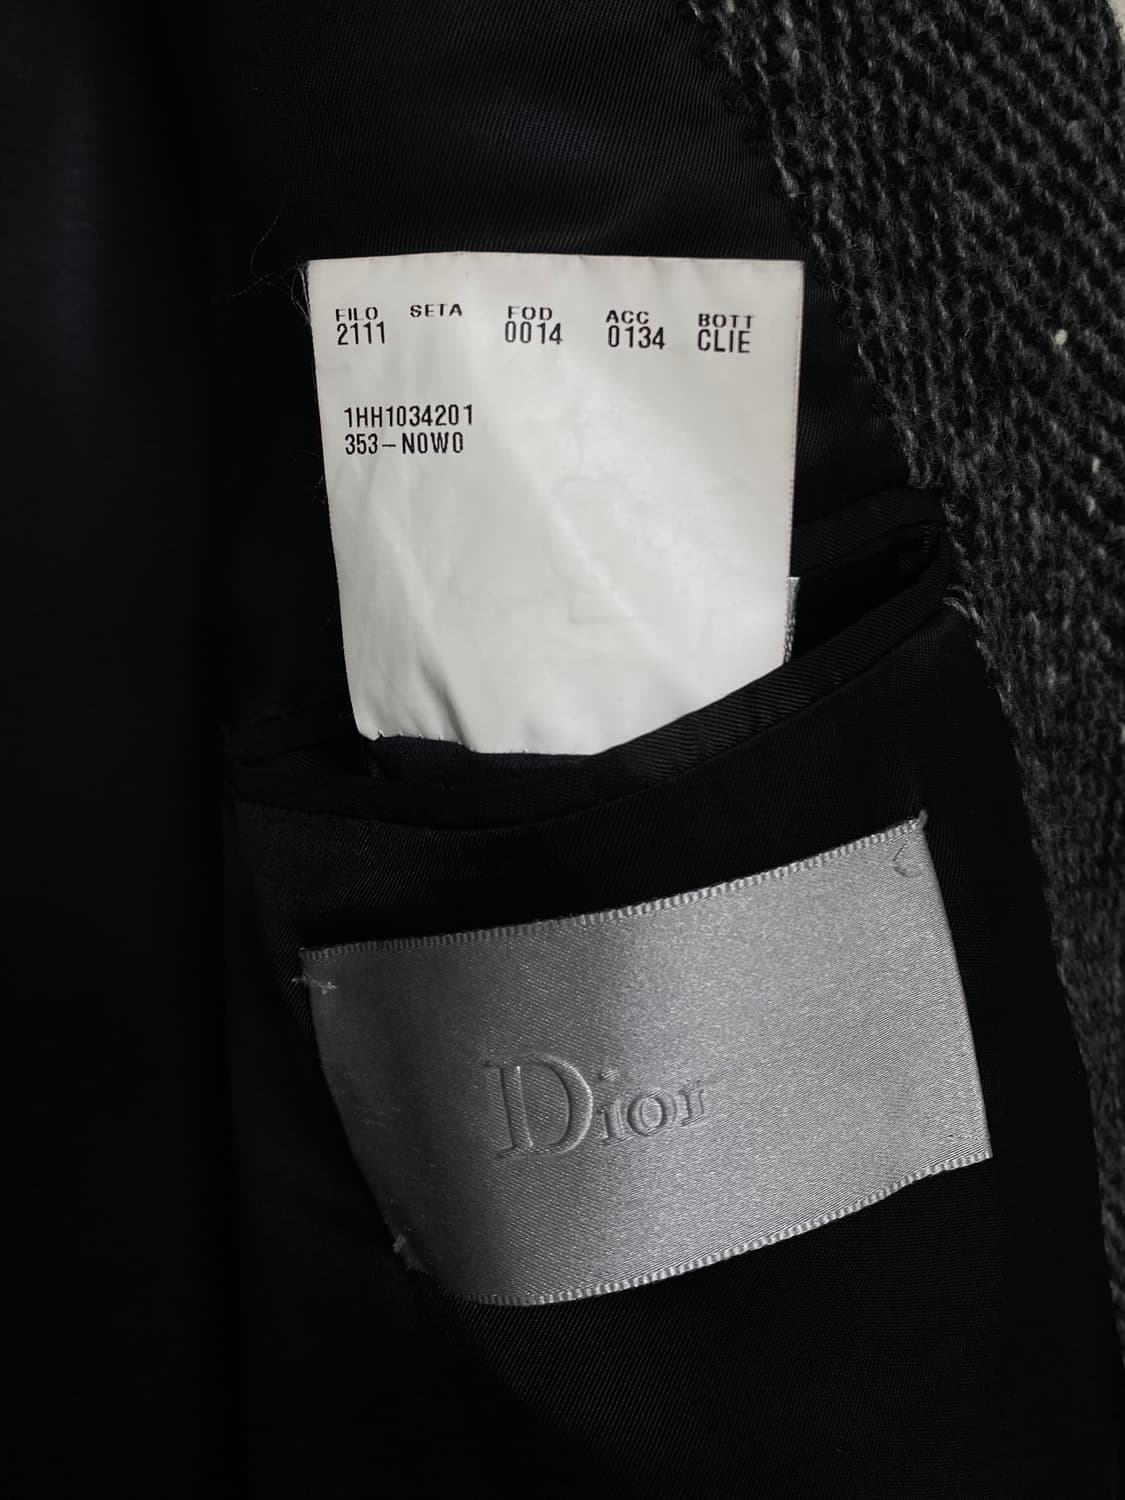 FILO SETA FOD ACC BOTT
2111 0014 0134 CLIE
1HH1034201
353-NOWO
Dior